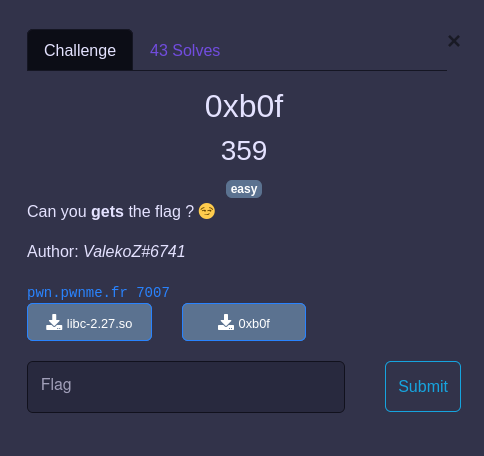 Challenge
43 Solves
×
0xb0f
359
easy
Can you gets the flag ? 😏
Author: ValekoZ#6741
pwn.pwnme.fr 7007
libc-2.27.so
0xb0f
Flag
Submit